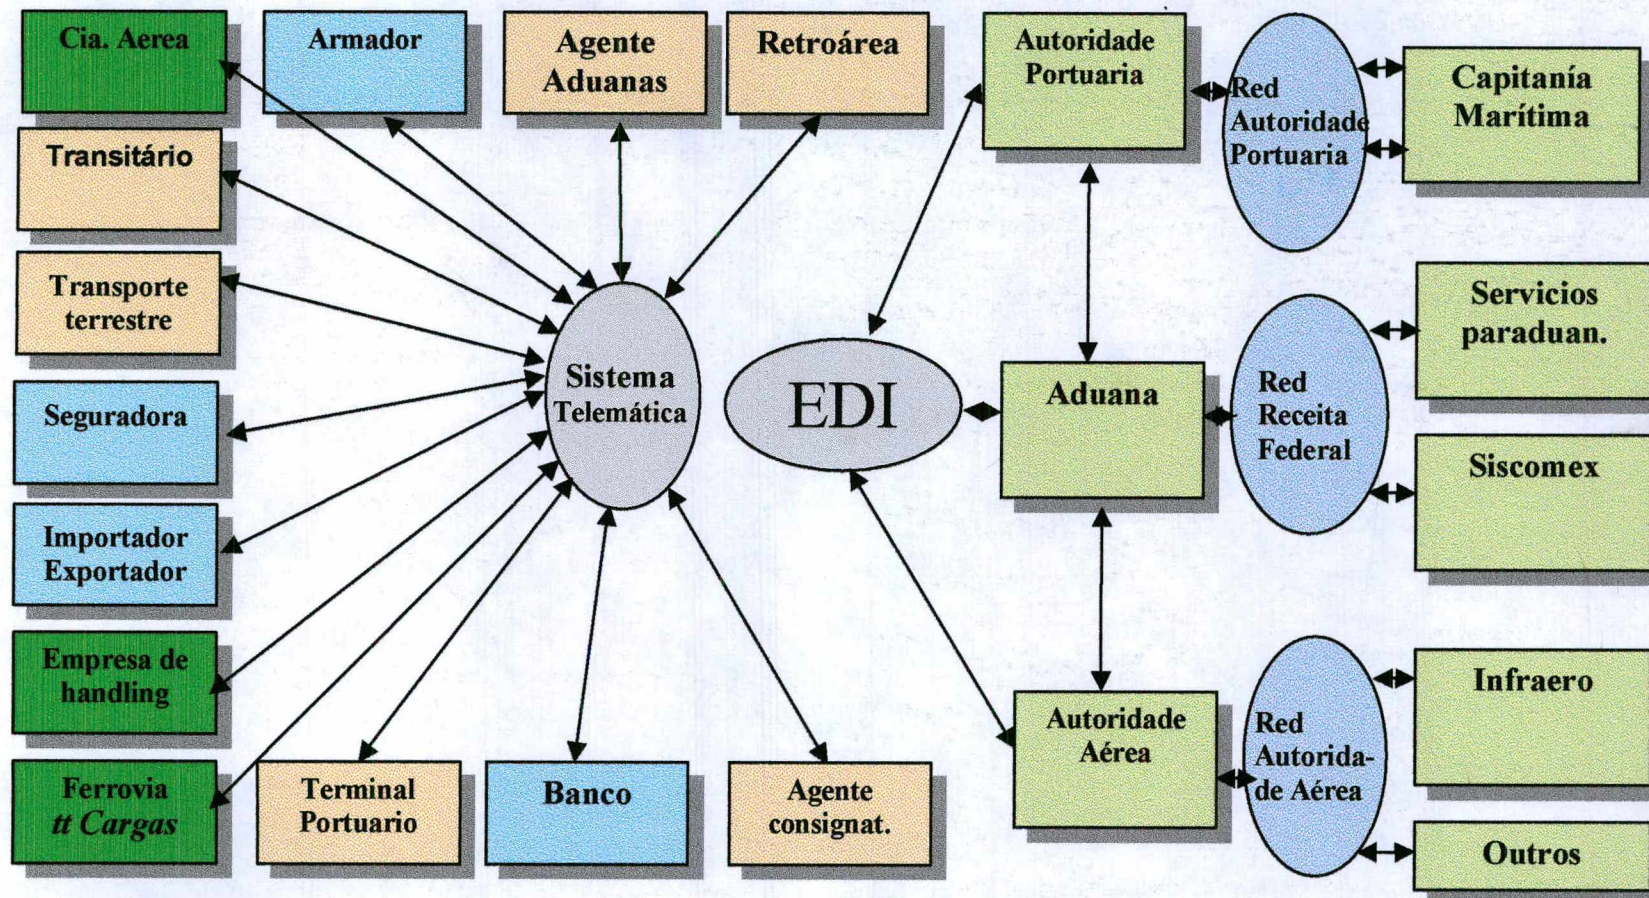 Cia. Aerea
Armador
Agente
Aduanas
Retroárea
Autoridade
Portuaria
Red
Autoridade
Portuaria
Capitanía
Marítima
Transitário
Transporte
terrestre
Servicios
paraduan.
Sistema
Telemática
EDI
Aduana
Red
Receita
Federal
Seguradora
Siscomex
Importador
Exportador
Empresa de
handling
Autoridade
Aérea
Red
Autorida-
de Aérea
Infraero
Ferrovia
tt Cargas
Terminal
Portuario
Banco
Agente
consignat.
Outros